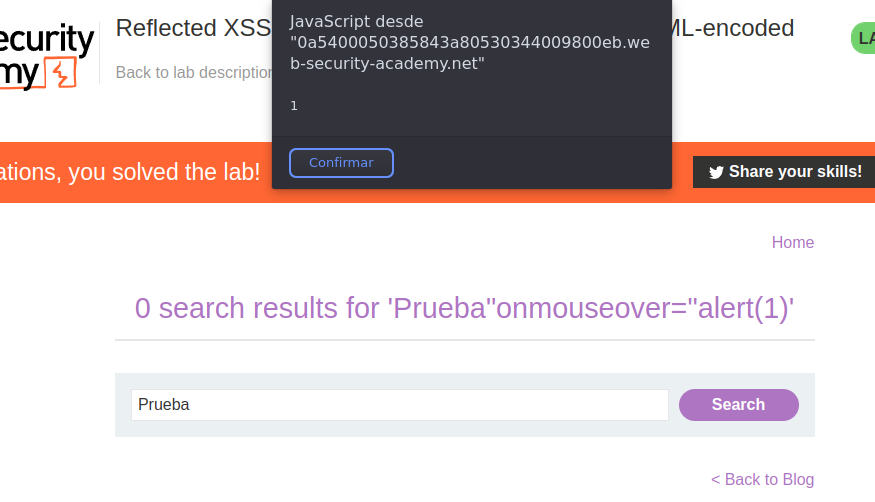 Reflected XSS
ML-encoded
LA
ecurity
my
Back to lab description
JavaScript desde
"0a5400050385843a80530344009800eb.we
b-security-academy.net"
1
Confirmar
ations, you solved the lab!
Share your skills!
Home
0 search results for 'Prueba"onmouseover="alert(1)'
Prueba
Search
< Back to Blog